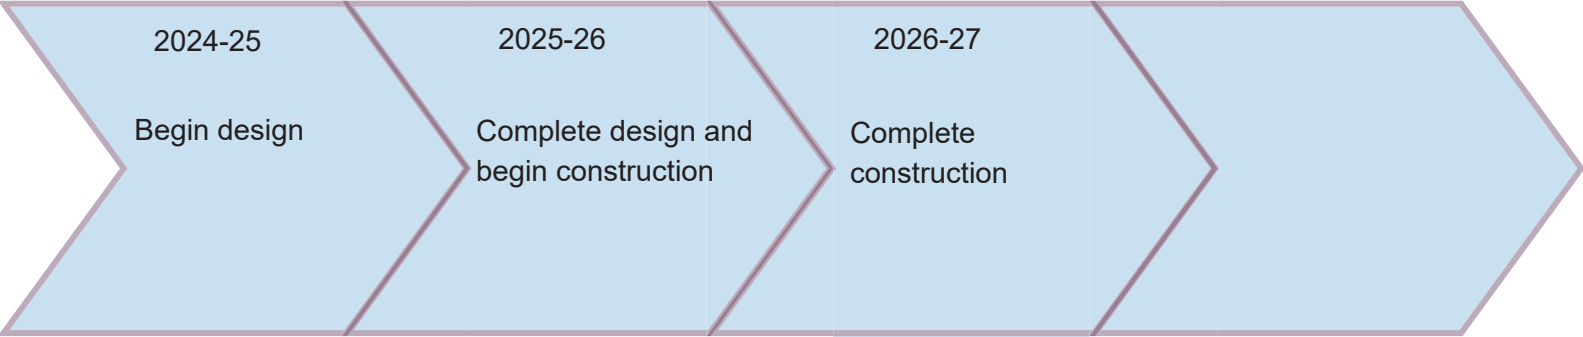 2024-25
Begin design
2025-26
Complete design and
begin construction
2026-27
Complete
construction